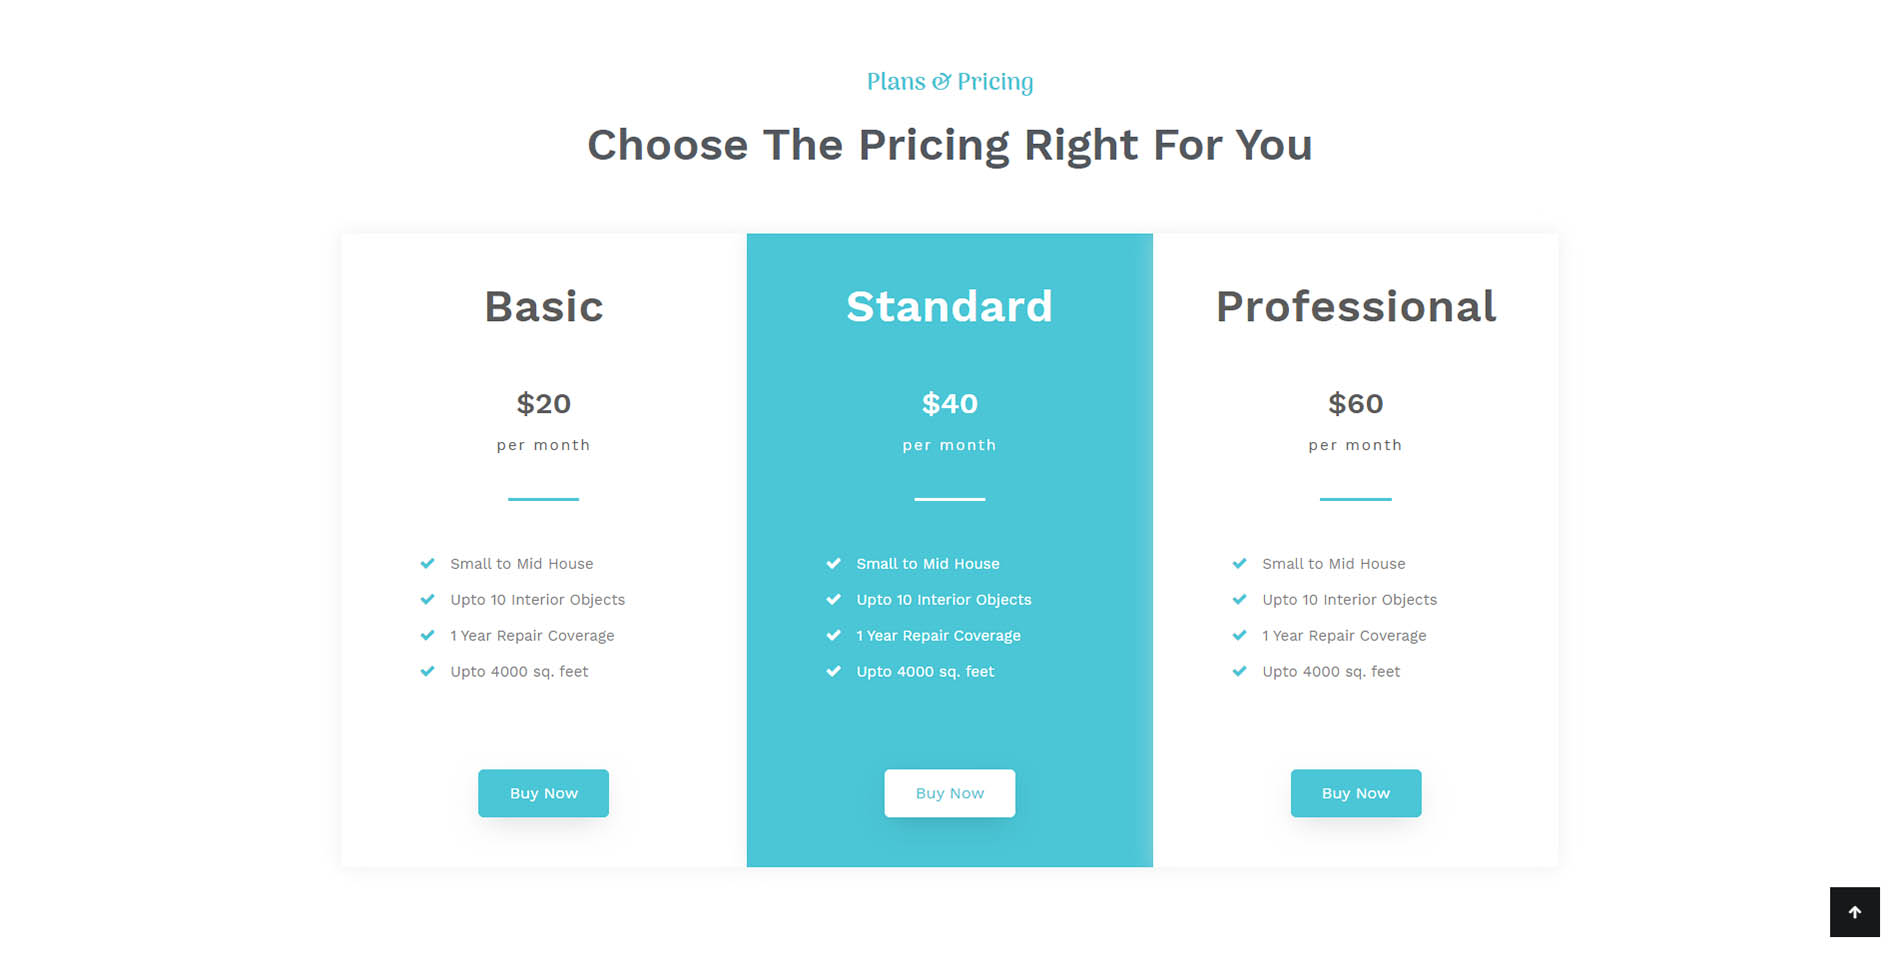 Plans & Pricing
Choose The Pricing Right For You
Basic
$20
per month
Small to Mid House
Upto 10 Interior Objects
1 Year Repair Coverage
Upto 4000 sq. feet
Buy Now
Standard
$40
per month
Small to Mid House
Upto 10 Interior Objects
1 Year Repair Coverage
Upto 4000 sq. feet
Buy Now
Professional
$60
per month
Small to Mid House
Upto 10 Interior Objects
1 Year Repair Coverage
Upto 4000 sq. feet
Buy Now